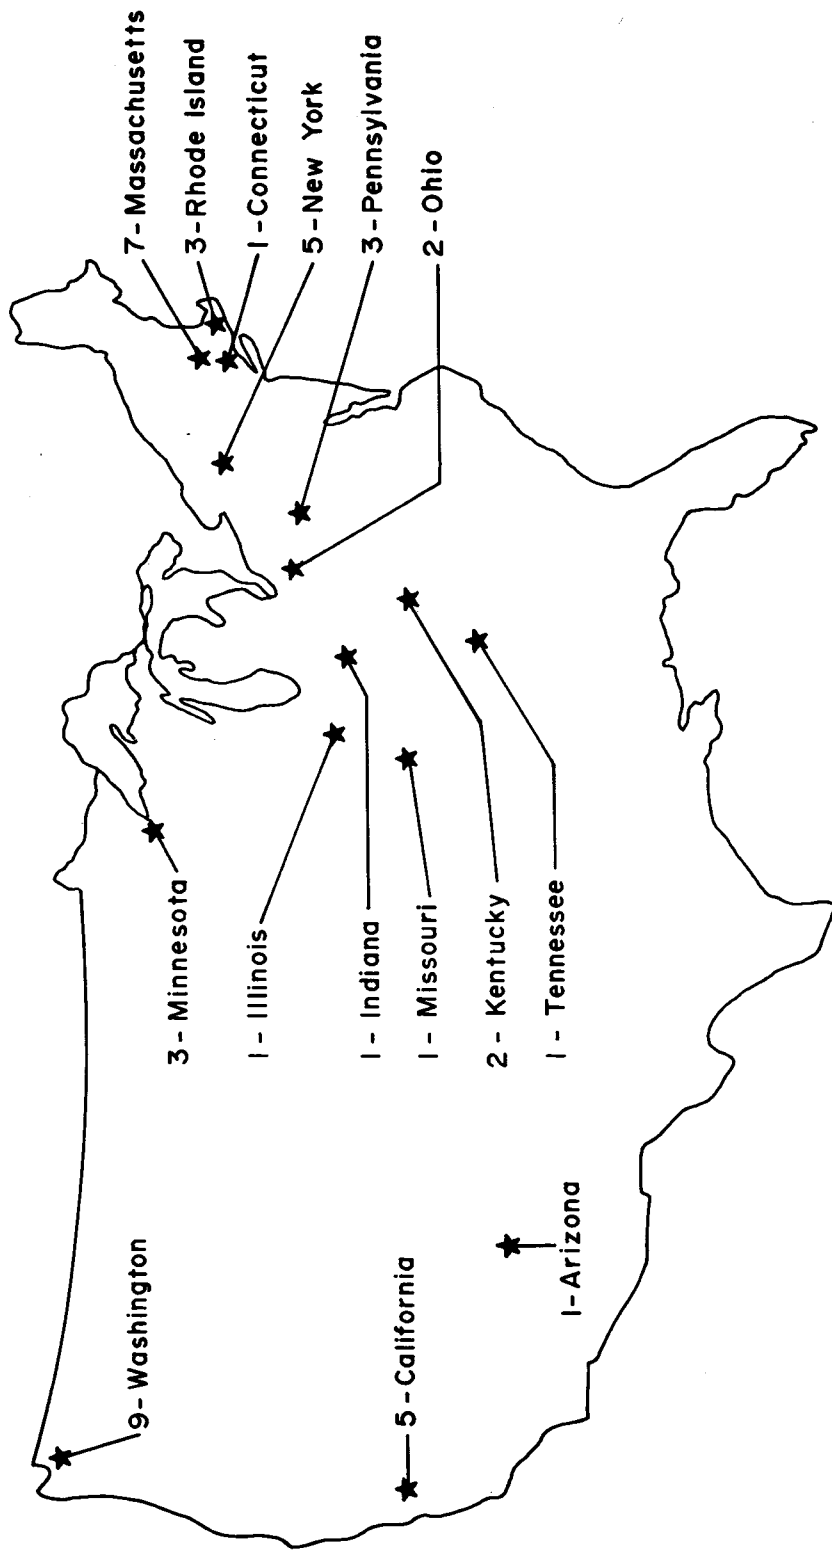 7-Massachusetts
3-Rhode Island
1-Connecticut
5-New York
3-Pennsylvania
2-Ohio
3-Minnesota
1-Illinois
1-Indiana
1-Missouri
2-Kentucky
1-Tennessee
9-Washington
5-California
1-Arizona